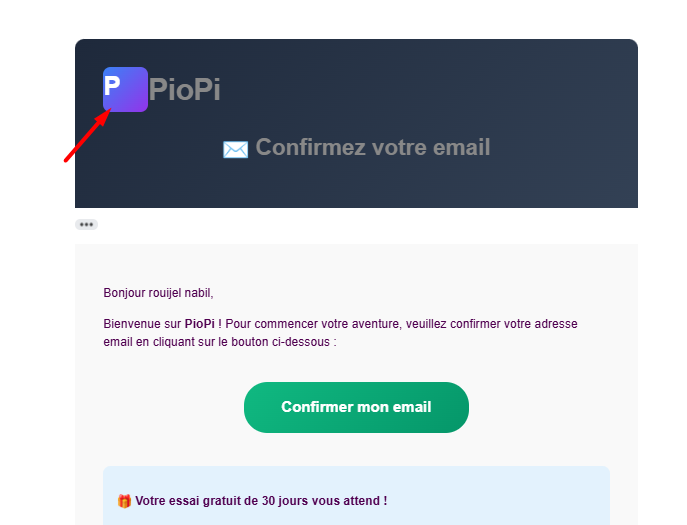 P PioPi
✉️ Confirmez votre email
•••
Bonjour rouijel nabil,
Bienvenue sur PioPi ! Pour commencer votre aventure, veuillez confirmer votre adresse
email en cliquant sur le bouton ci-dessous :
Confirmer mon email
🎁 Votre essai gratuit de 30 jours vous attend !